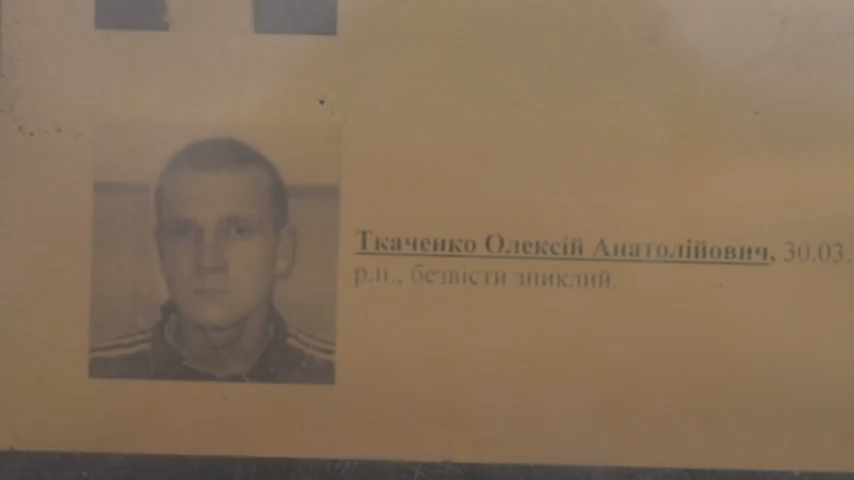 Ткаченко Олексій Анатолійович, 30.03.
р.н., безвісти зниклий.